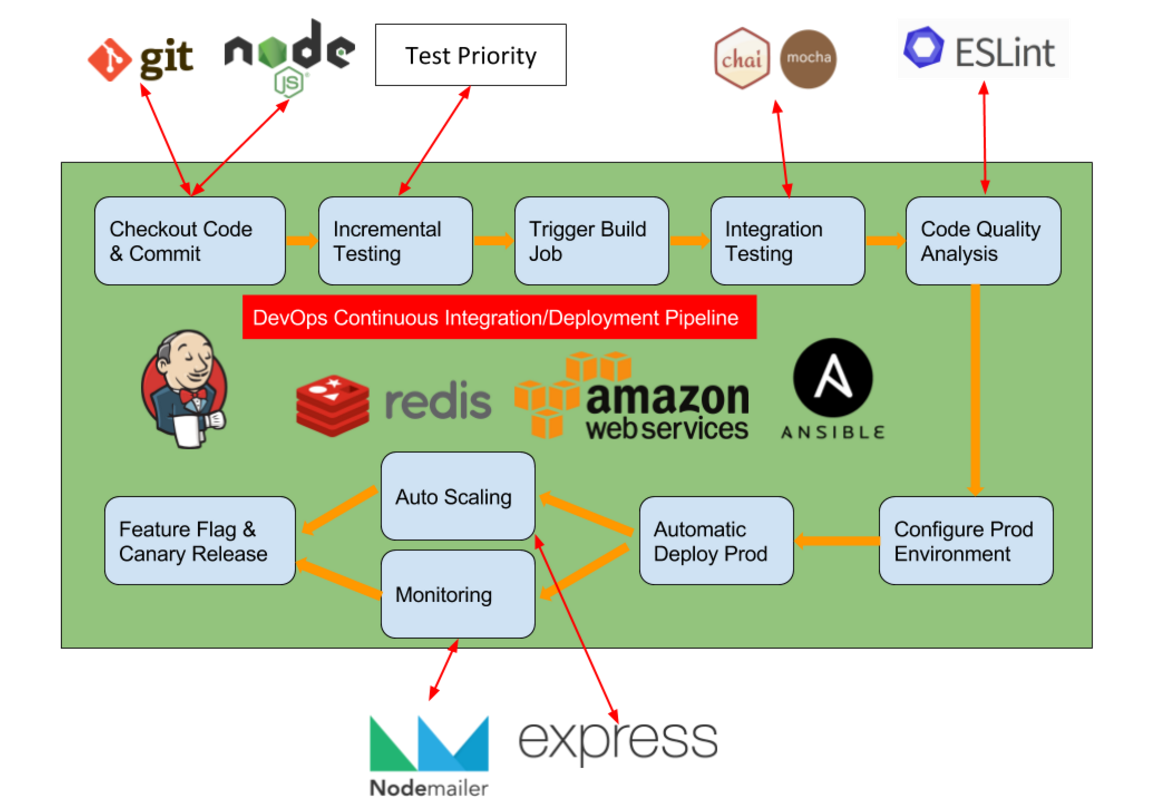 git
node
JS
Test Priority
chai
mocha
ESLint
Checkout Code
& Commit
Incremental
Testing
Trigger Build
Job
Integration
Testing
Code Quality
Analysis
DevOps Continuous Integration/Deployment Pipeline
redis
amazon
web services
A
ANSIBLE
Feature Flag &
Canary Release
Auto Scaling
Monitoring
Automatic
Deploy Prod
Configure Prod
Environment
Nodemailer
express